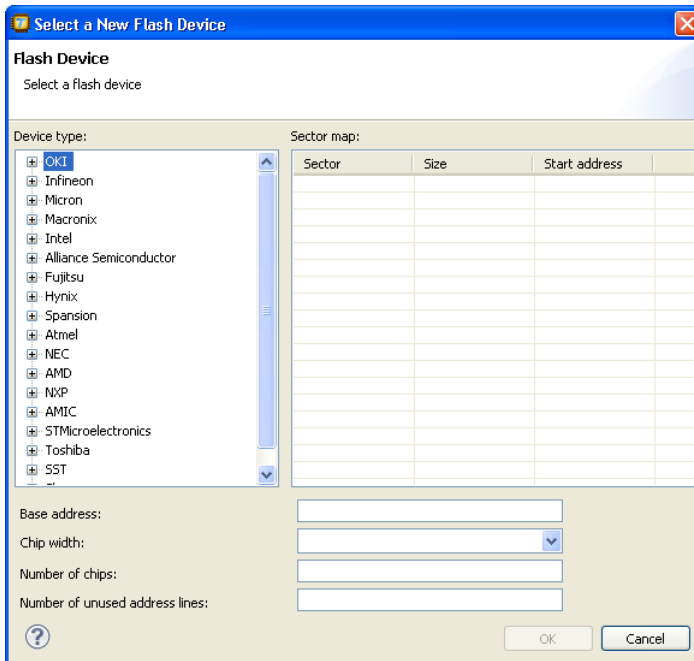 Select a New Flash Device
Flash Device
Select a flash device
Device type:
Sector map:
OKI
Infineon
Micron
Macronix
Intel
Alliance Semiconductor
Fujitsu
Hynix
Spansion
Atmel
NEC
AMD
NXP
AMIC
STMicroelectronics
Toshiba
SST
Sector Size Start address
Base address:
Chip width:
Number of chips:
Number of unused address lines:
OK Cancel